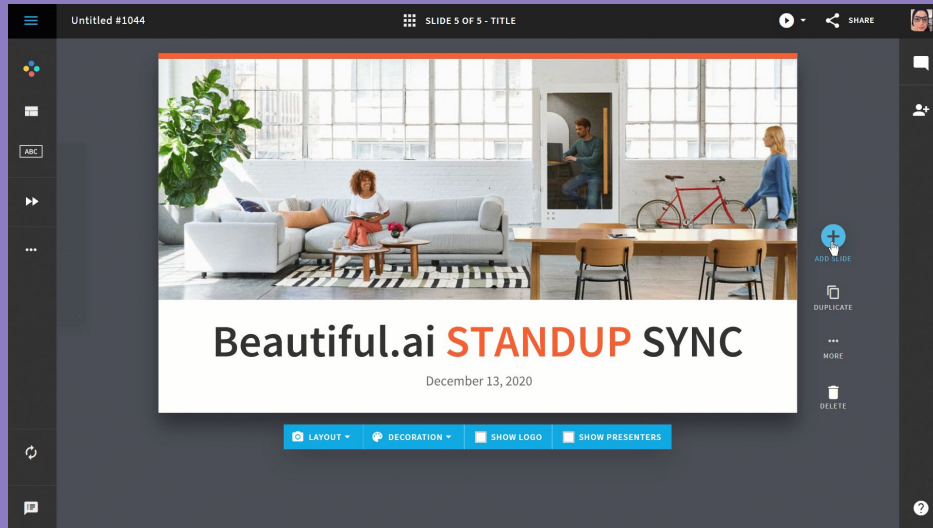 Untitled #1044
SLIDE 5 OF 5 - TITLE
SHARE
ABC
Beautiful.ai STANDUP SYNC
December 13, 2020
ADD SLIDE
DUPLICATE
MORE
DELETE
LAYOUT
DECORATION
SHOW LOGO
SHOW PRESENTERS
?